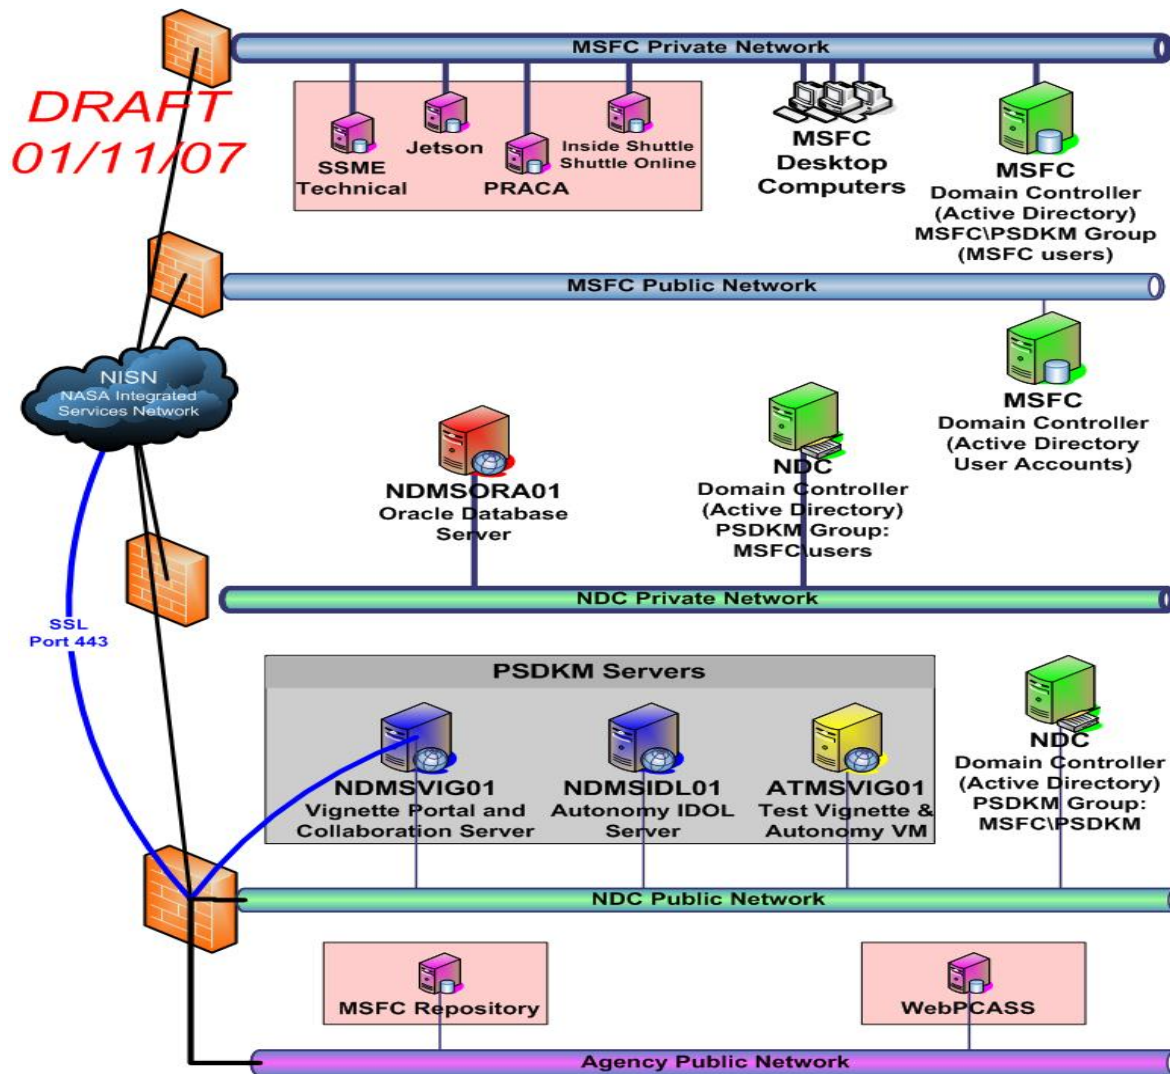 MSFC Private Network
DRAFT
01/11/07
SSME
Technical
Jetson
PRACA
Inside Shuttle
Shuttle Online
MSFC
Desktop
Computers
MSFC
Domain Controller
(Active Directory)
MSFC\PSDKM Group
(MSFC users)
MSFC Public Network
NISN
NASA Integrated
Services Network
MSFC
Domain Controller
(Active Directory
User Accounts)
NDMSORA01
Oracle Database
Server
NDC
Domain Controller
(Active Directory)
PSDKM Group:
MSFC\users
NDC Private Network
SSL
Port 443
PSDKM Servers
NDMSVIG01
Vignette Portal and
Collaboration Server
NDMSIDL01
Autonomy IDOL
Server
ATMSVIG01
Test Vignette &
Autonomy VM
NDC
Domain Controller
(Active Directory)
PSDKM Group:
MSFC\PSDKM
NDC Public Network
MSFC Repository
WebPCASS
Agency Public Network